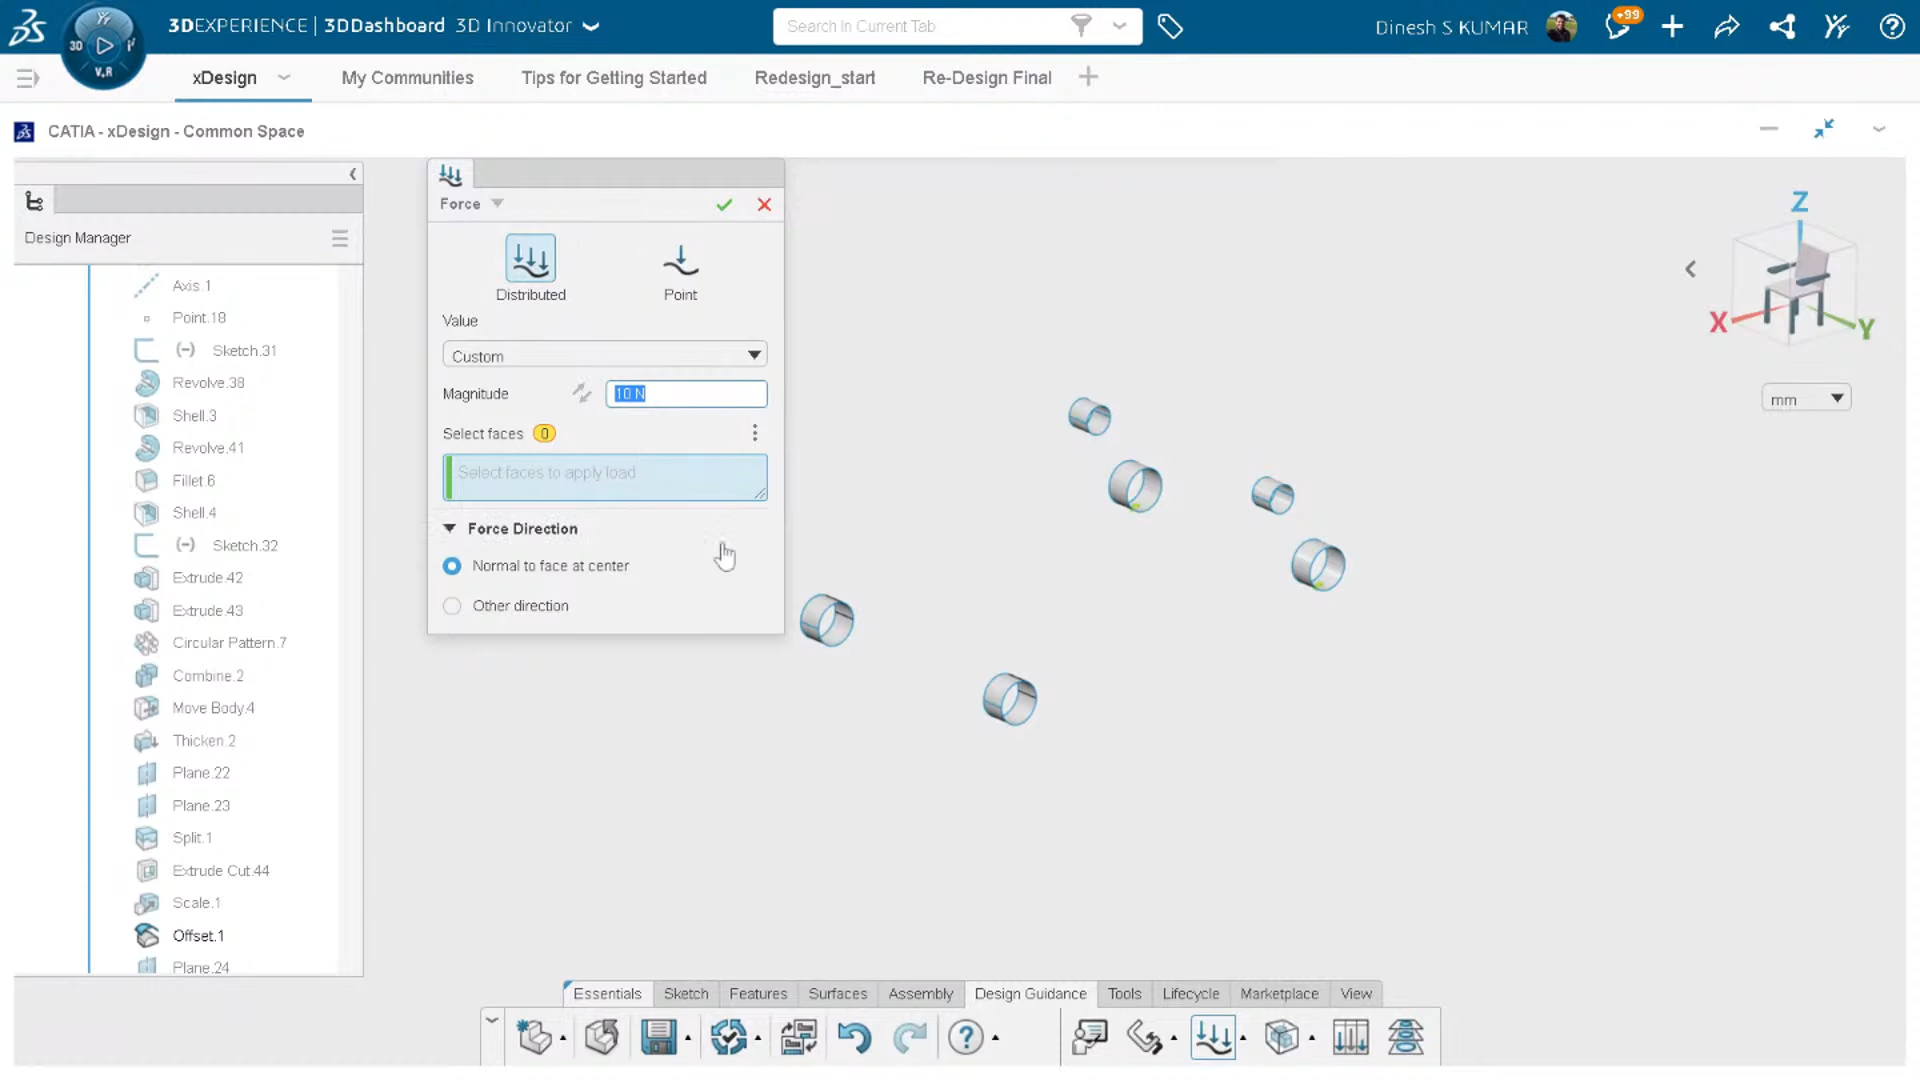 3DEXPERIENCE | 3DDashboard 3D Innovator
Search In Current Tab
Dinesh S KUMAR
+99
3D
V.R
xDesign
My Communities
Tips for Getting Started
Redesign_start
Re-Design Final
CATIA - xDesign - Common Space
Design Manager
Axis.1
Point.18
(-) Sketch.31
Revolve.38
Shell.3
Revolve.41
Fillet.6
Shell.4
(-) Sketch.32
Extrude.42
Extrude.43
Circular Pattern.7
Combine.2
Move Body.4
Thicken.2
Plane.22
Plane.23
Split.1
Extrude Cut.44
Scale.1
Offset.1
Plane.24
Force
Distributed
Point
Value
Custom
Magnitude
10 N
Select faces 0
Select faces to apply load
Force Direction
Normal to face at center
Other direction
Z
X
Y
mm
Essentials
Sketch
Features
Surfaces
Assembly
Design Guidance
Tools
Lifecycle
Marketplace
View